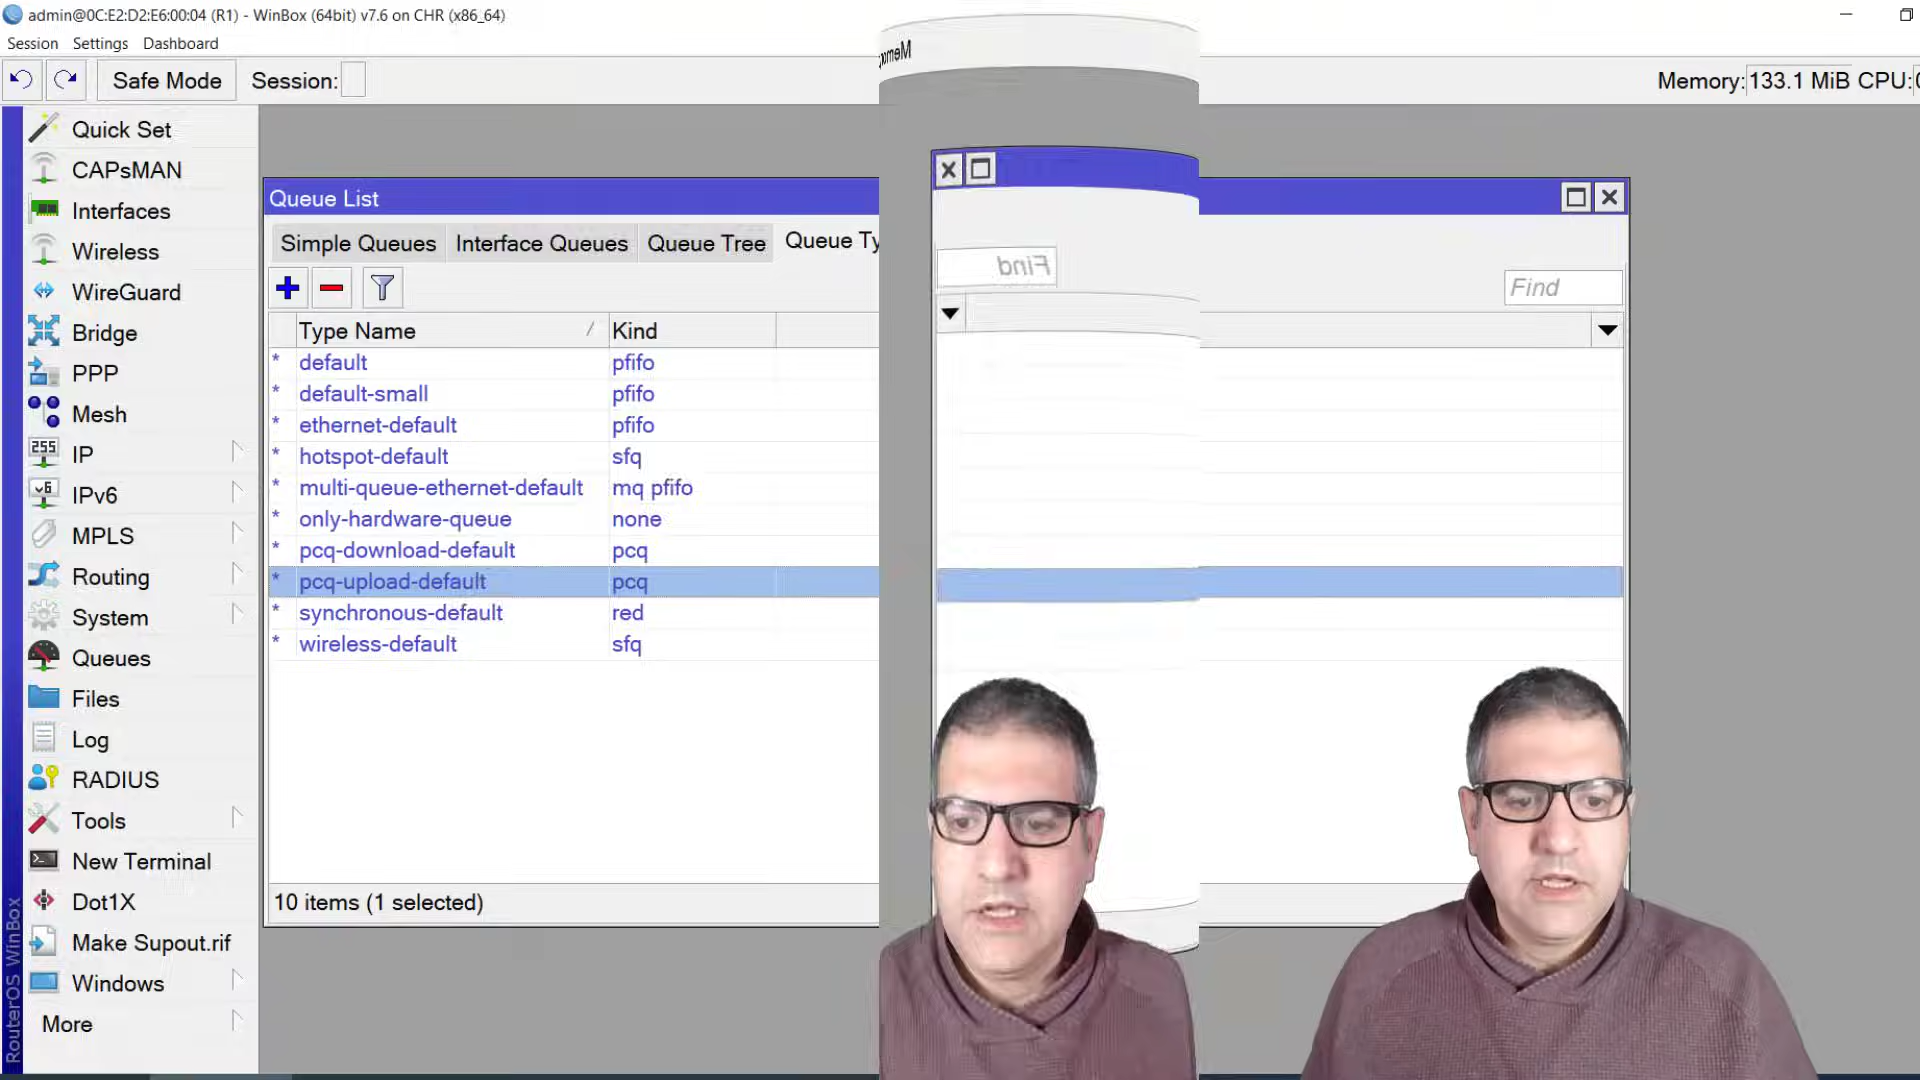 admin@0C:E2:D2:E6:00:04 (R1) - WinBox (64bit) v7.6 on CHR (x86_64)
Session Settings Dashboard
Safe Mode Session: Memory: 133.1 MiB CPU:
Quick Set
CAPsMAN
Interfaces
Wireless
WireGuard
Bridge
PPP
Mesh
IP
IPv6
MPLS
Routing
System
Queues
Files
Log
RADIUS
Tools
New Terminal
Dot1X
Make Supout.rif
Windows
More
RouterOS WinBox
Queue List
Simple Queues Interface Queues Queue Tree Queue Ty
Find
Find
Type Name / Kind
* default pfifo
* default-small pfifo
* ethernet-default pfifo
* hotspot-default sfq
* multi-queue-ethernet-default mq pfifo
* only-hardware-queue none
* pcq-download-default pcq
* pcq-upload-default pcq
* synchronous-default red
* wireless-default sfq
10 items (1 selected)